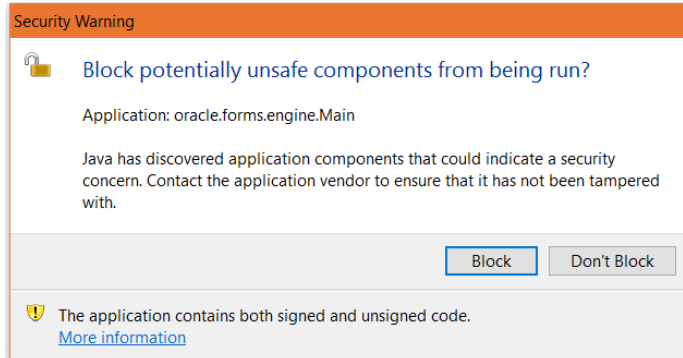 Security Warning
Block potentially unsafe components from being run?
Application: oracle.forms.engine.Main
Java has discovered application components that could indicate a security
concern. Contact the application vendor to ensure that it has not been tampered
with.
Block
Don't Block
The application contains both signed and unsigned code.
More information